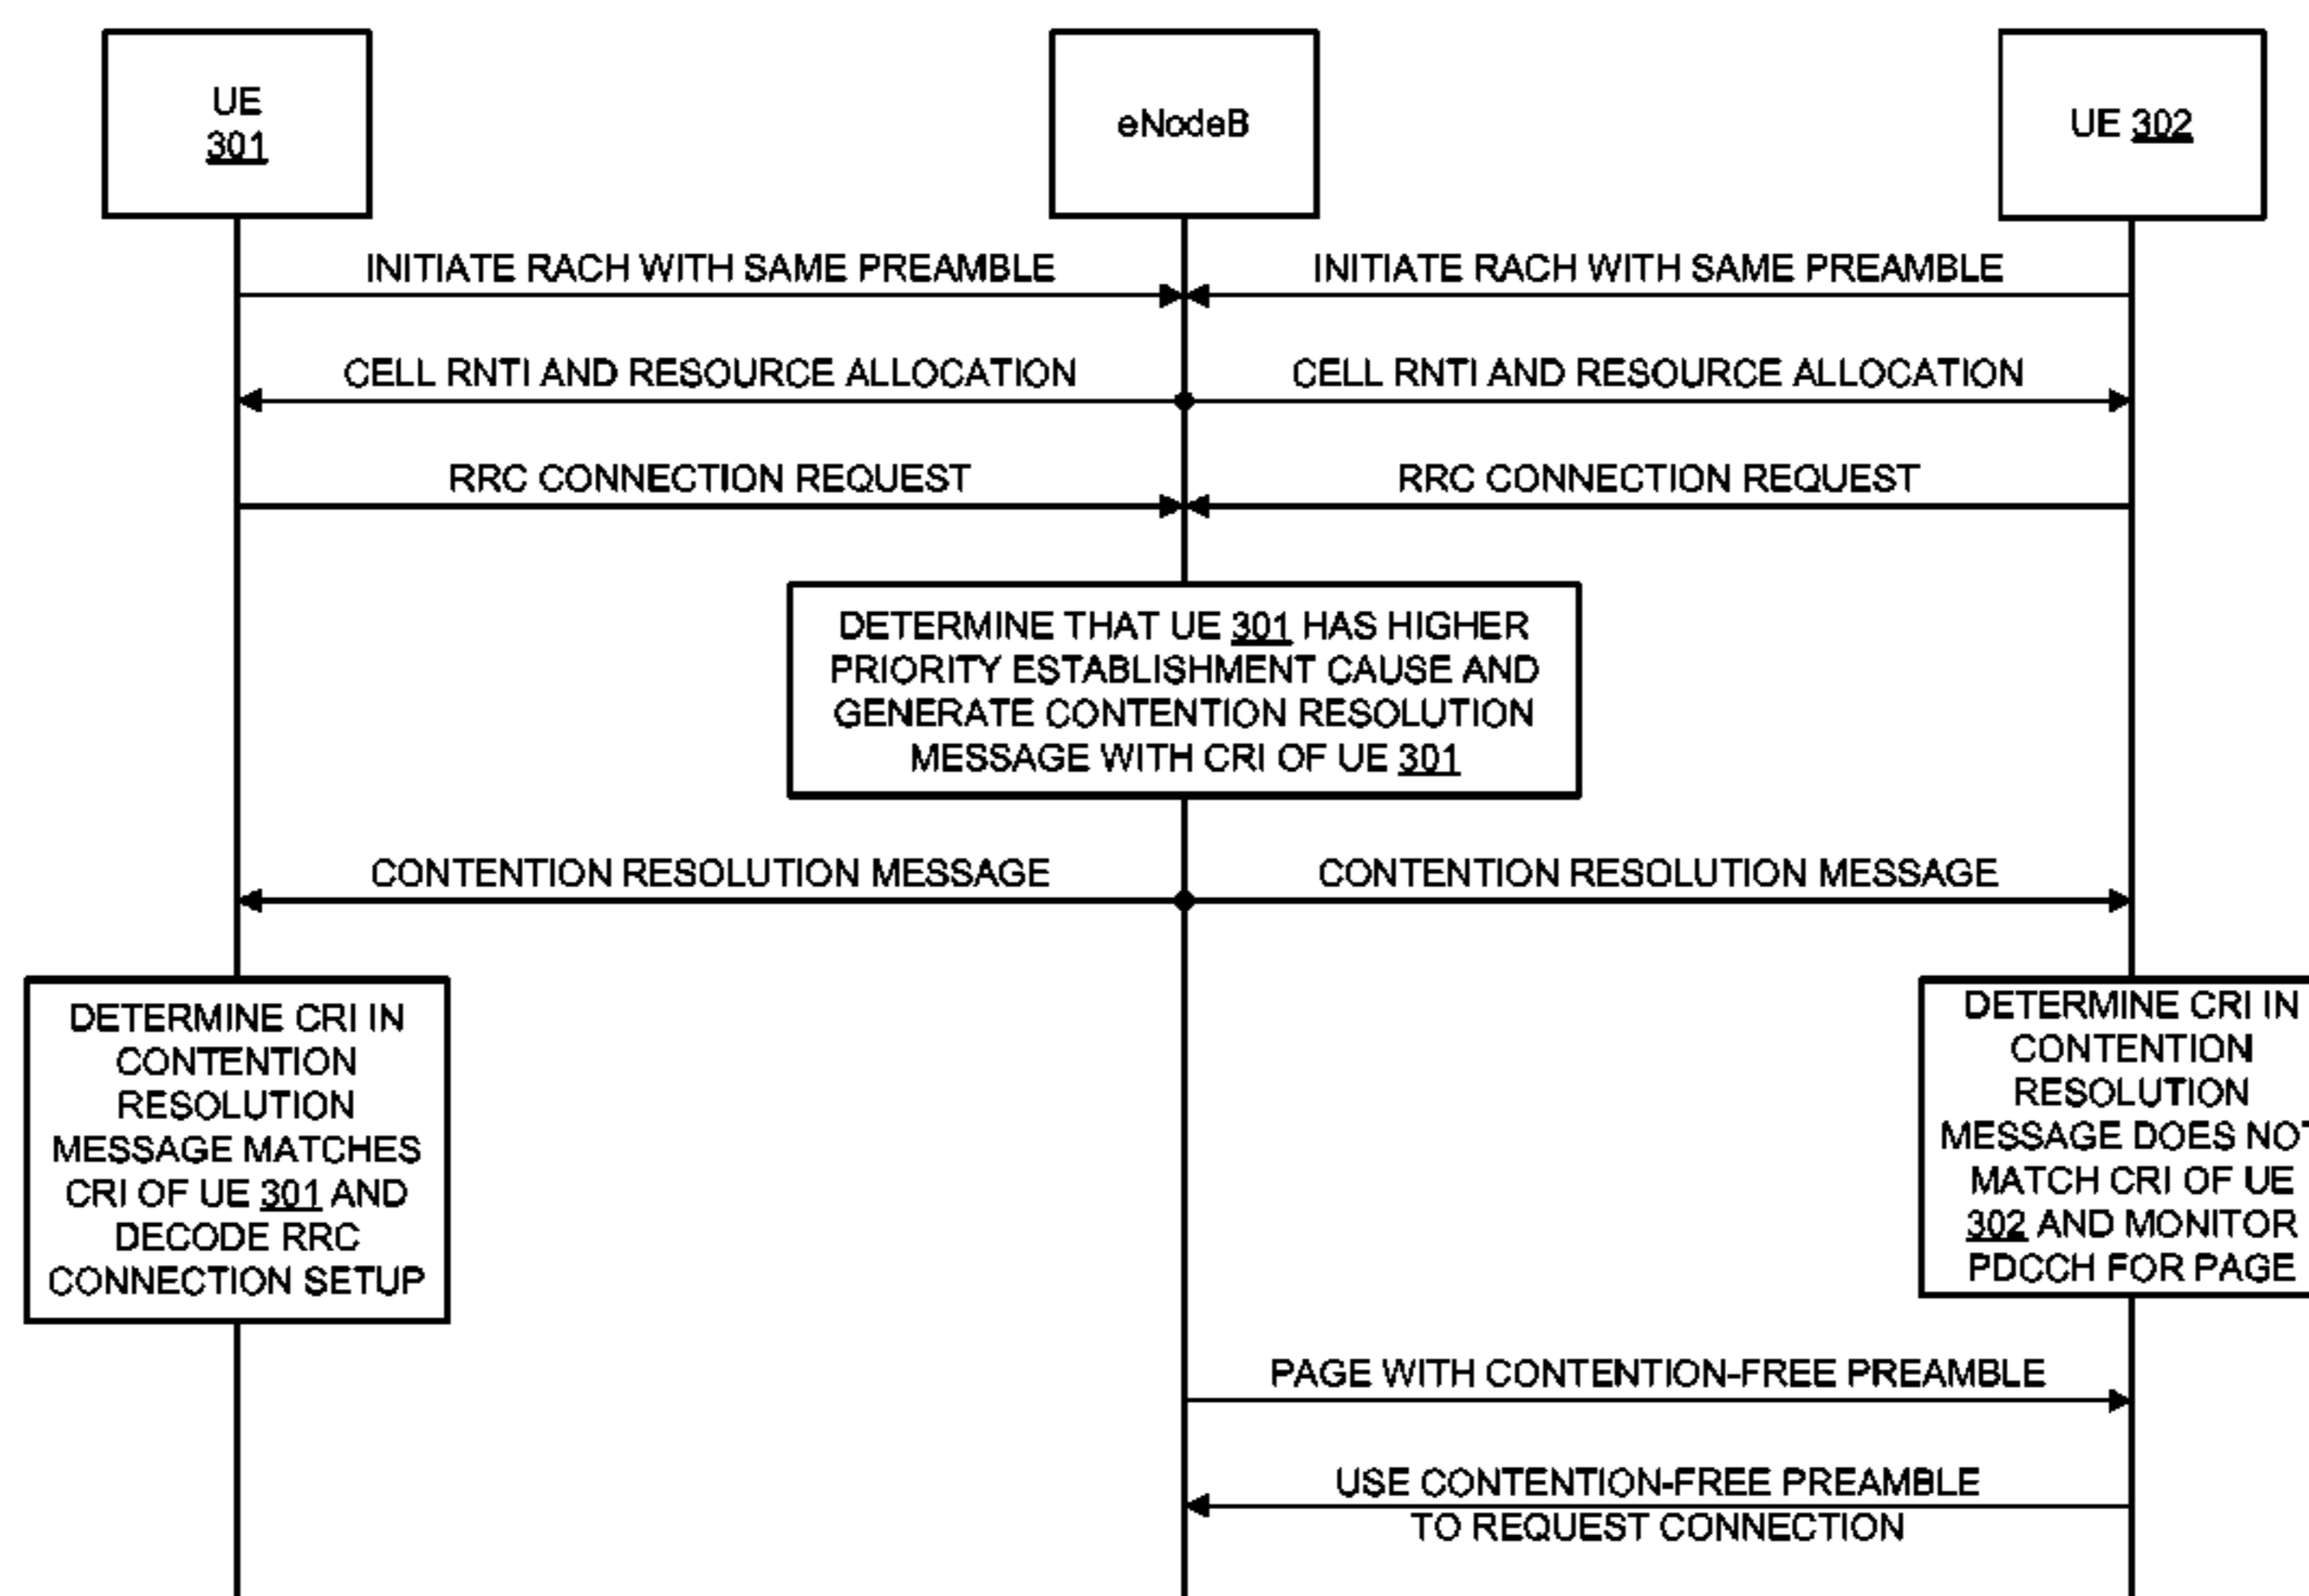 UE
301
eNodeB
UE 302
INITIATE RACH WITH SAME PREAMBLE
INITIATE RACH WITH SAME PREAMBLE
CELL RNTI AND RESOURCE ALLOCATION
CELL RNTI AND RESOURCE ALLOCATION
RRC CONNECTION REQUEST
RRC CONNECTION REQUEST
DETERMINE THAT UE 301 HAS HIGHER
PRIORITY ESTABLISHMENT CAUSE AND
GENERATE CONTENTION RESOLUTION
MESSAGE WITH CRI OF UE 301
CONTENTION RESOLUTION MESSAGE
CONTENTION RESOLUTION MESSAGE
DETERMINE CRI IN
CONTENTION
RESOLUTION
MESSAGE MATCHES
CRI OF UE 301 AND
DECODE RRC
CONNECTION SETUP
DETERMINE CRI IN
CONTENTION
RESOLUTION
MESSAGE DOES NOT
MATCH CRI OF UE
302 AND MONITOR
PDCCH FOR PAGE
PAGE WITH CONTENTION-FREE PREAMBLE
USE CONTENTION-FREE PREAMBLE
TO REQUEST CONNECTION